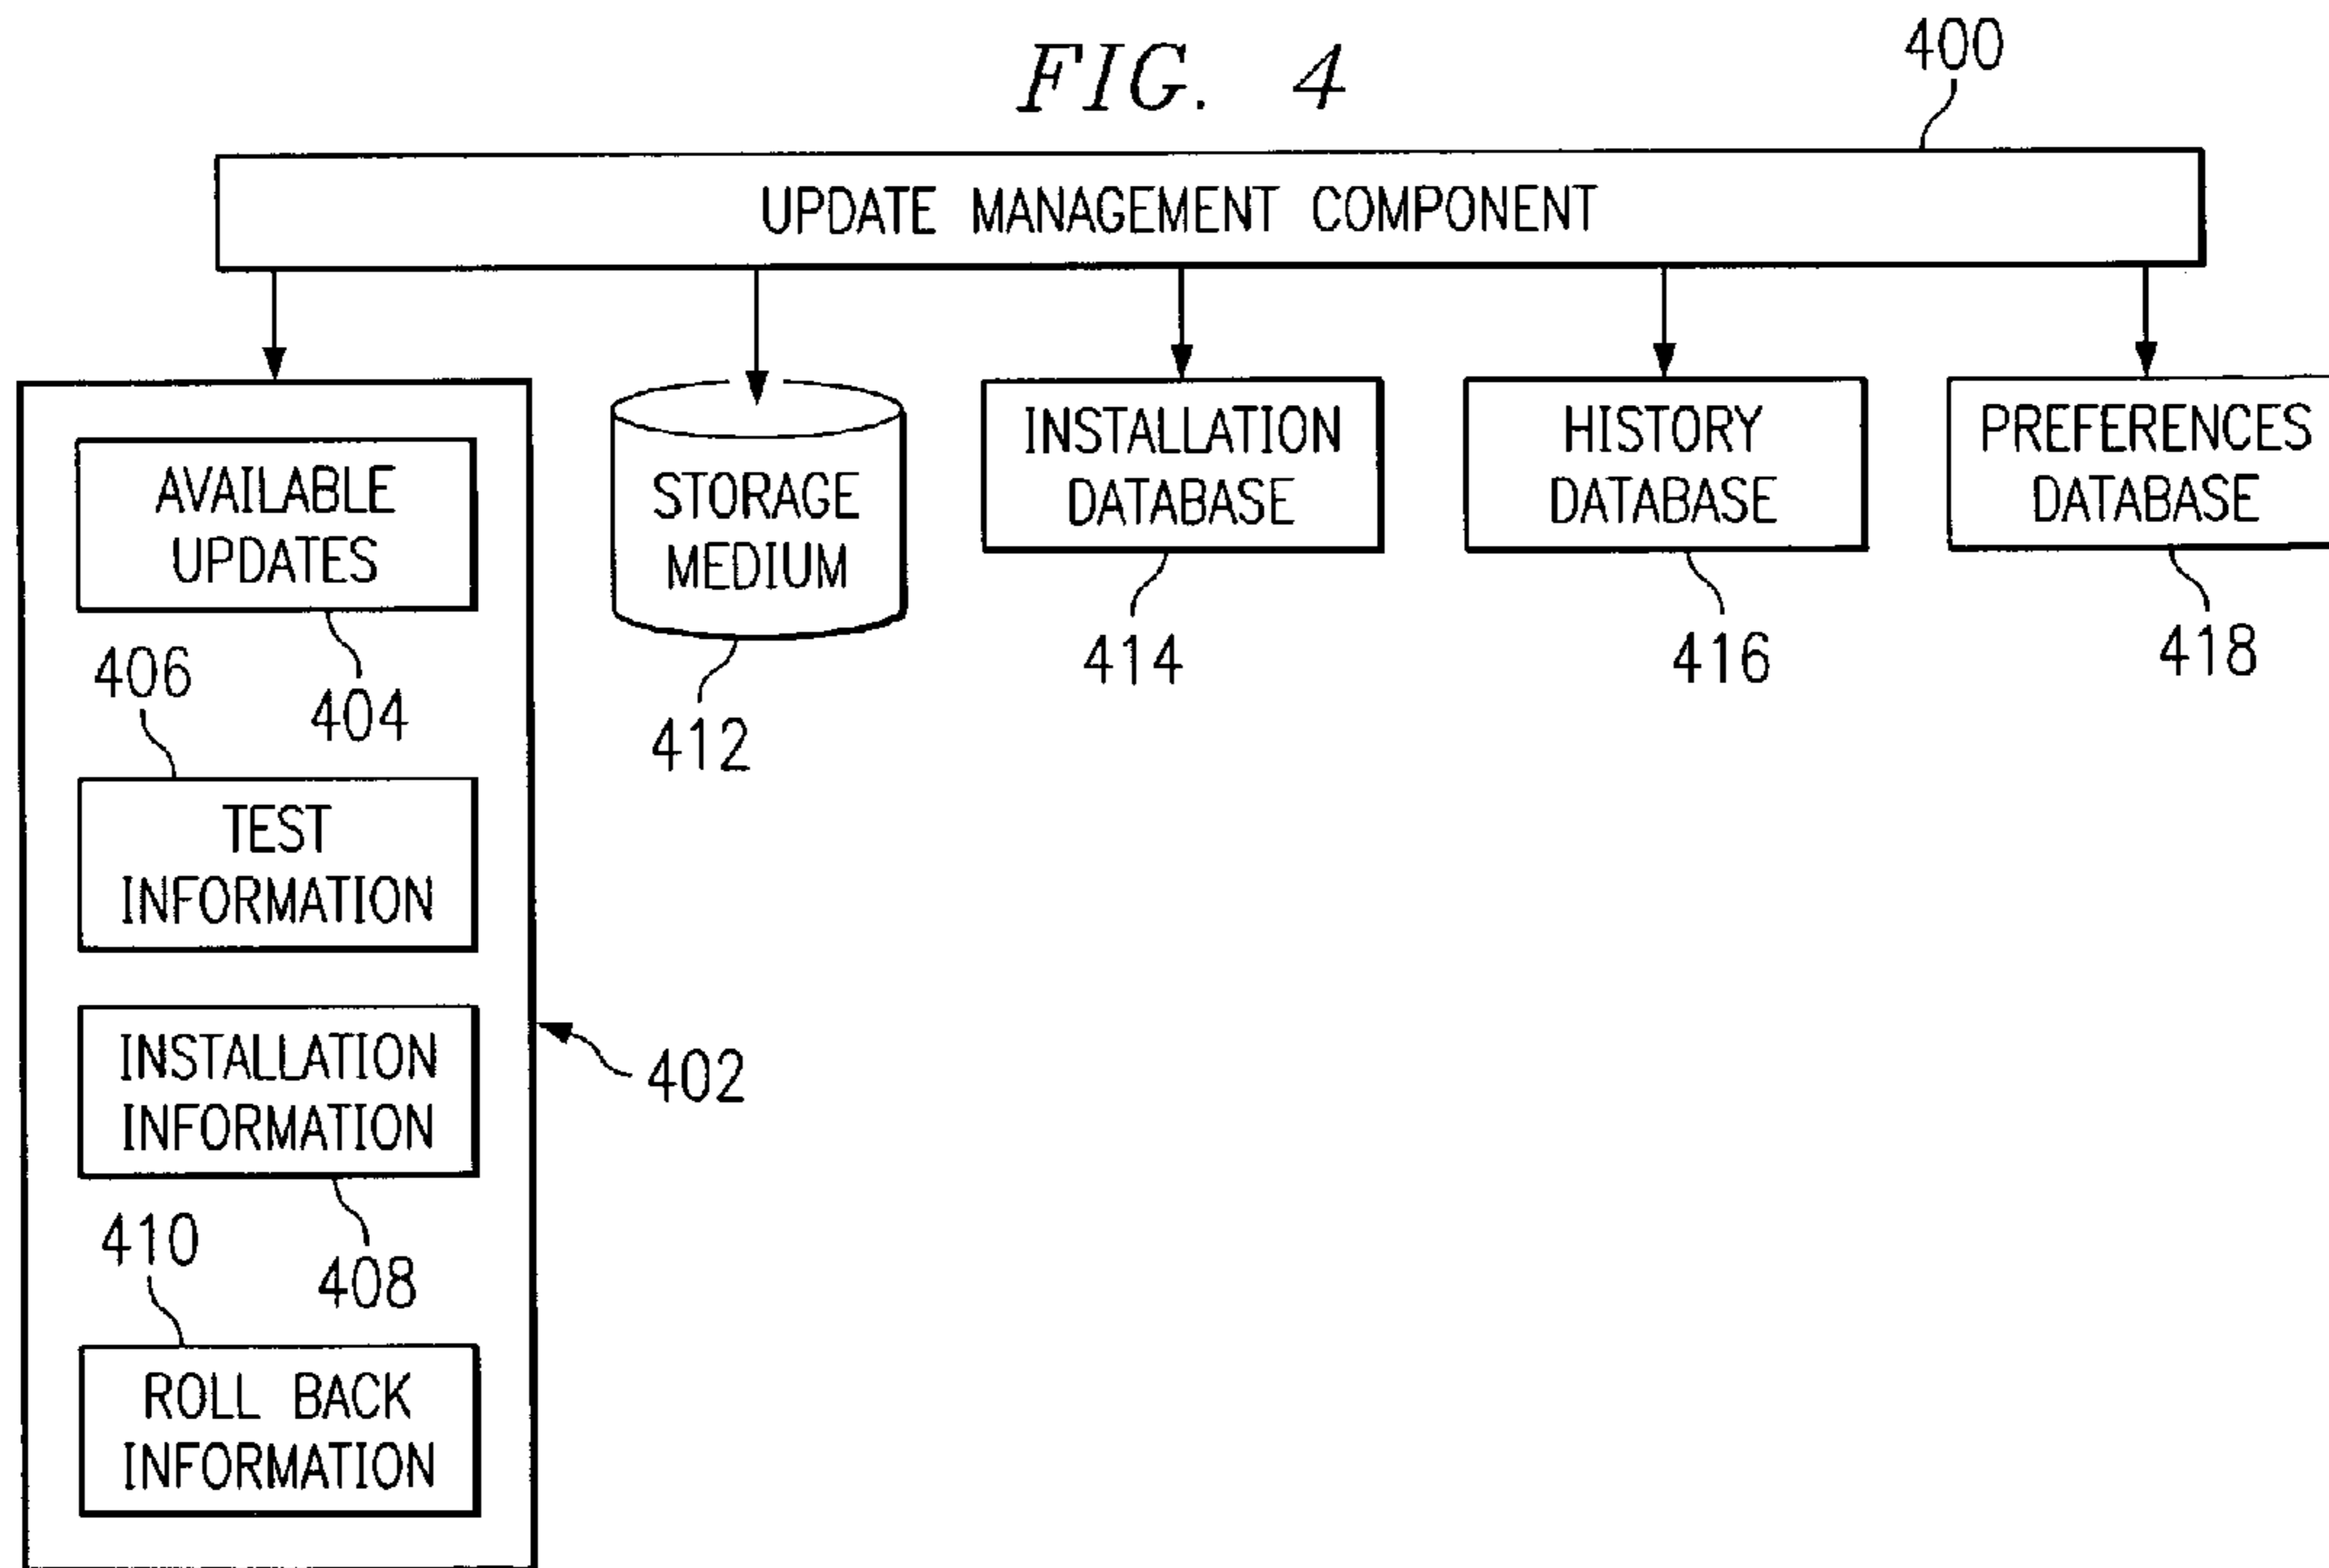 FIG. 4
400
UPDATE MANAGEMENT COMPONENT
AVAILABLE
UPDATES
404
406
TEST
INFORMATION
INSTALLATION
INFORMATION
408
410
ROLL BACK
INFORMATION
402
STORAGE
MEDIUM
412
INSTALLATION
DATABASE
414
HISTORY
DATABASE
416
PREFERENCES
DATABASE
418